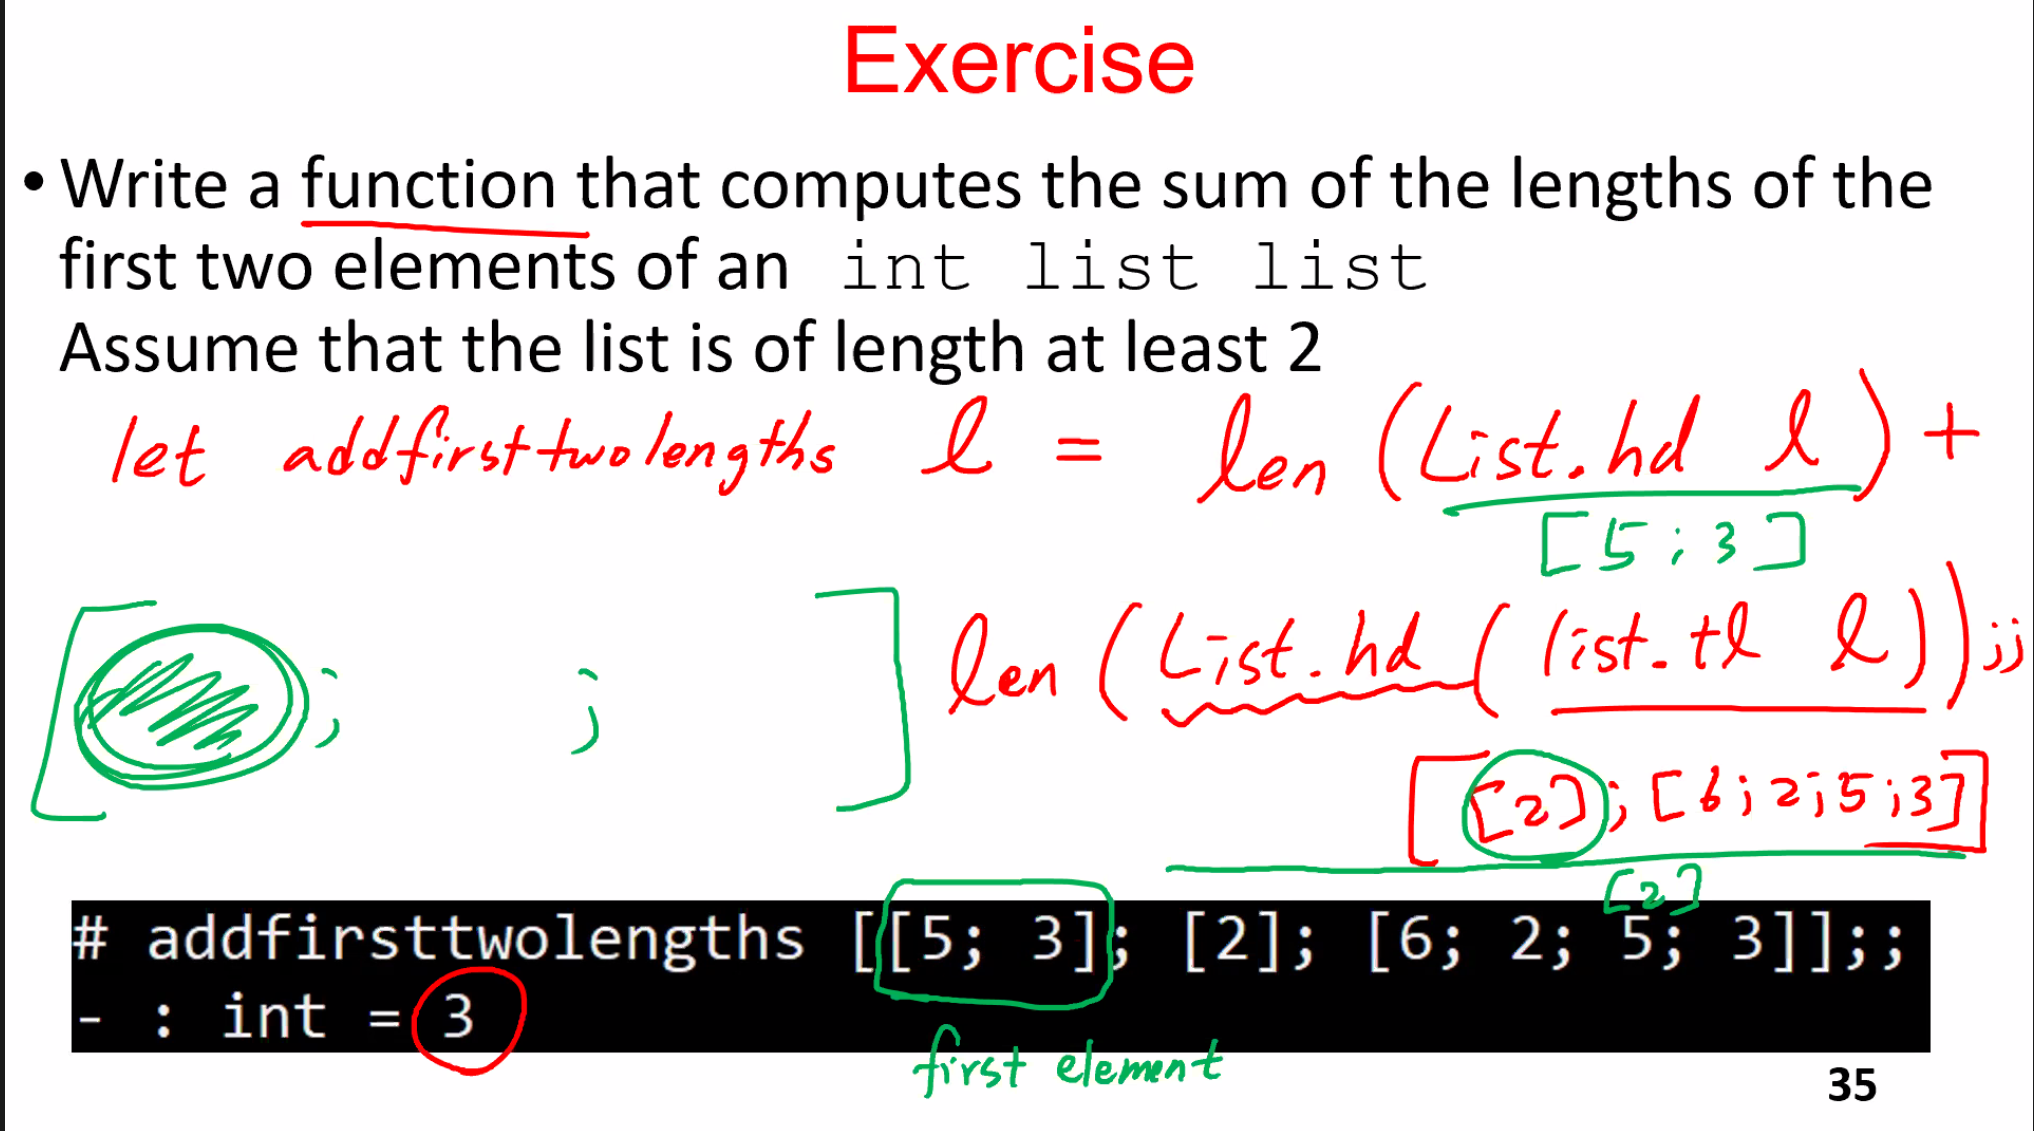 Exercise
• Write a function that computes the sum of the lengths of the
first two elements of an int list list
Assume that the list is of length at least 2
let addfirsttwolengths l = len (List.hd l) +
[5;3]
[ ; ; ]
len (List.hd (list.tl l));;
[[2];[6;2;5;3]]
[2]
# addfirsttwolengths [[5; 3]; [2]; [6; 2; 5; 3]];;
- : int = 3
first element
35